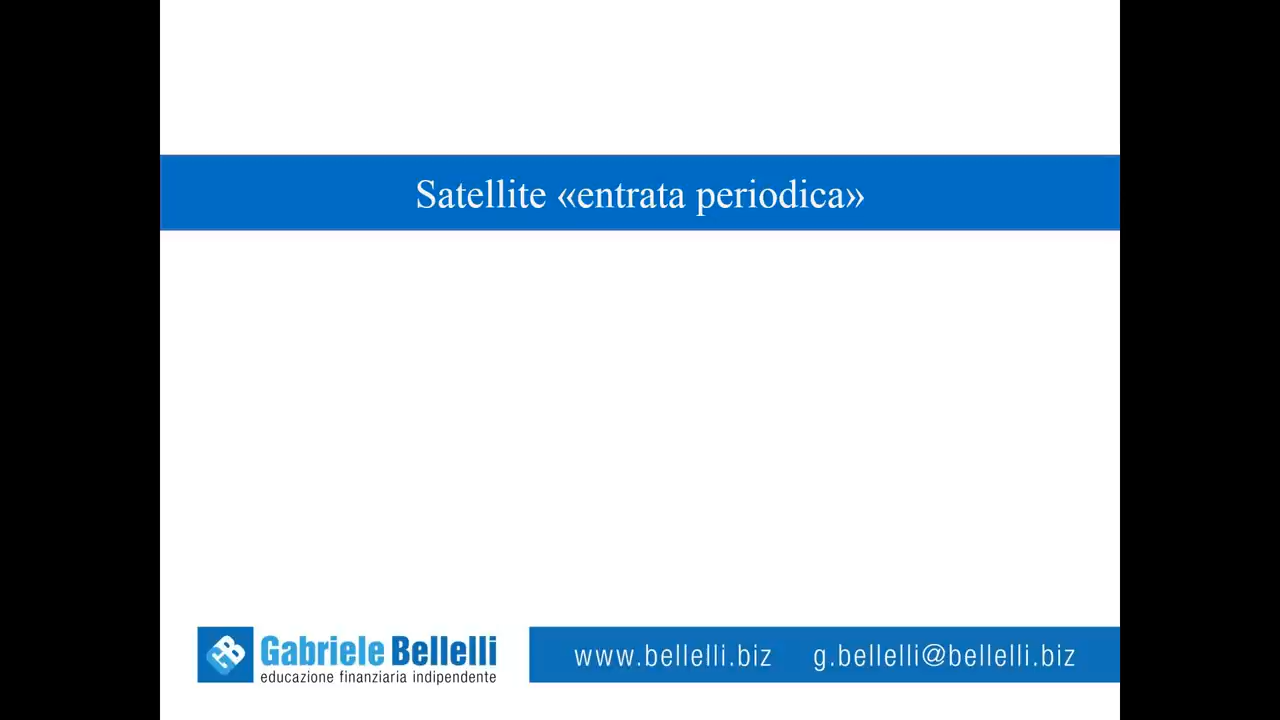 Satellite «entrata periodica»
Gabriele Bellelli
educazione finanziaria indipendente
www.bellelli.biz g.bellelli@bellelli.biz